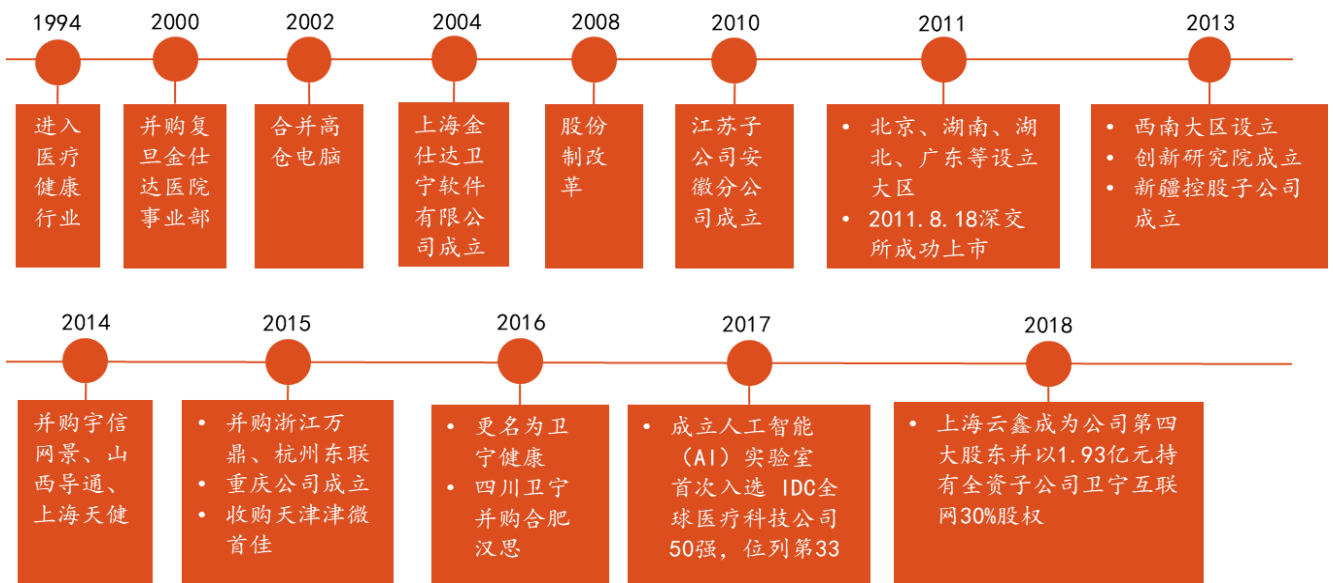 1994
2000
2002
2004
2008
2010
2011
2013
进入
医疗
健康
行业
并购复
旦金仕
达医院
事业部
合并高
仓电脑
上海金
仕达卫
宁软件
有限公
司成立
股份
制改
革
江苏子
公司安
徽分公
司成立
• 北京、湖南、湖
北、广东等设立
大区
• 2011.8.18深交
所成功上市
• 西南大区设立
• 创新研究院成立
• 新疆控股子公司
成立
2014
2015
2016
2017
2018
并购宇信
网景、山
西导通、
上海天健
• 并购浙江万
鼎、杭州东联
• 重庆公司成立
• 收购天津津微
首佳
• 更名为卫
宁健康
• 四川卫宁
并购合肥
汉思
• 成立人工智能
（AI）实验室
首次入选 IDC全
球医疗科技公司
50强，位列第33
• 上海云鑫成为公司第四
大股东并以1.93亿元持
有全资子公司卫宁互联
网30%股权